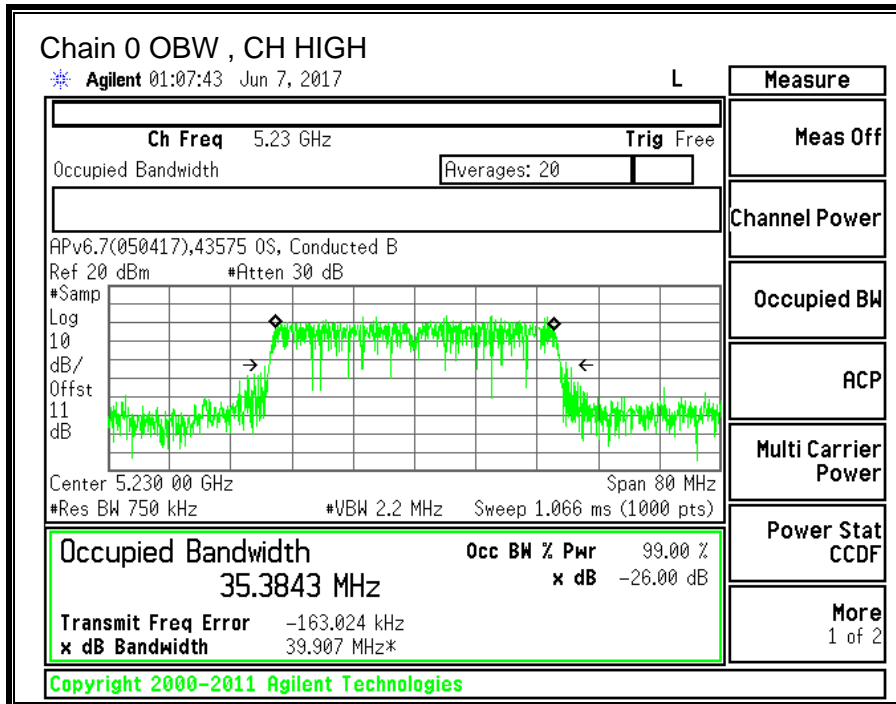 Chain 0 OBW , CH HIGH
Agilent 01:07:43 Jun 7, 2017 L
Measure
Ch Freq 5.23 GHz Trig Free
Meas Off
Occupied Bandwidth Averages: 20
Channel Power
APv6.7(050417),43575 OS, Conducted B
Ref 20 dBm #Atten 30 dB
#Samp
Log
10
dB/
Offst
11
dB
Occupied BW
ACP
Center 5.230 00 GHz Span 80 MHz
#Res BW 750 kHz #VBW 2.2 MHz Sweep 1.066 ms (1000 pts)
Multi Carrier
Power
Occupied Bandwidth Occ BW % Pwr 99.00 %
35.3843 MHz x dB -26.00 dB
Transmit Freq Error -163.024 kHz
x dB Bandwidth 39.907 MHz*
Power Stat
CCDF
More
1 of 2
Copyright 2000-2011 Agilent Technologies